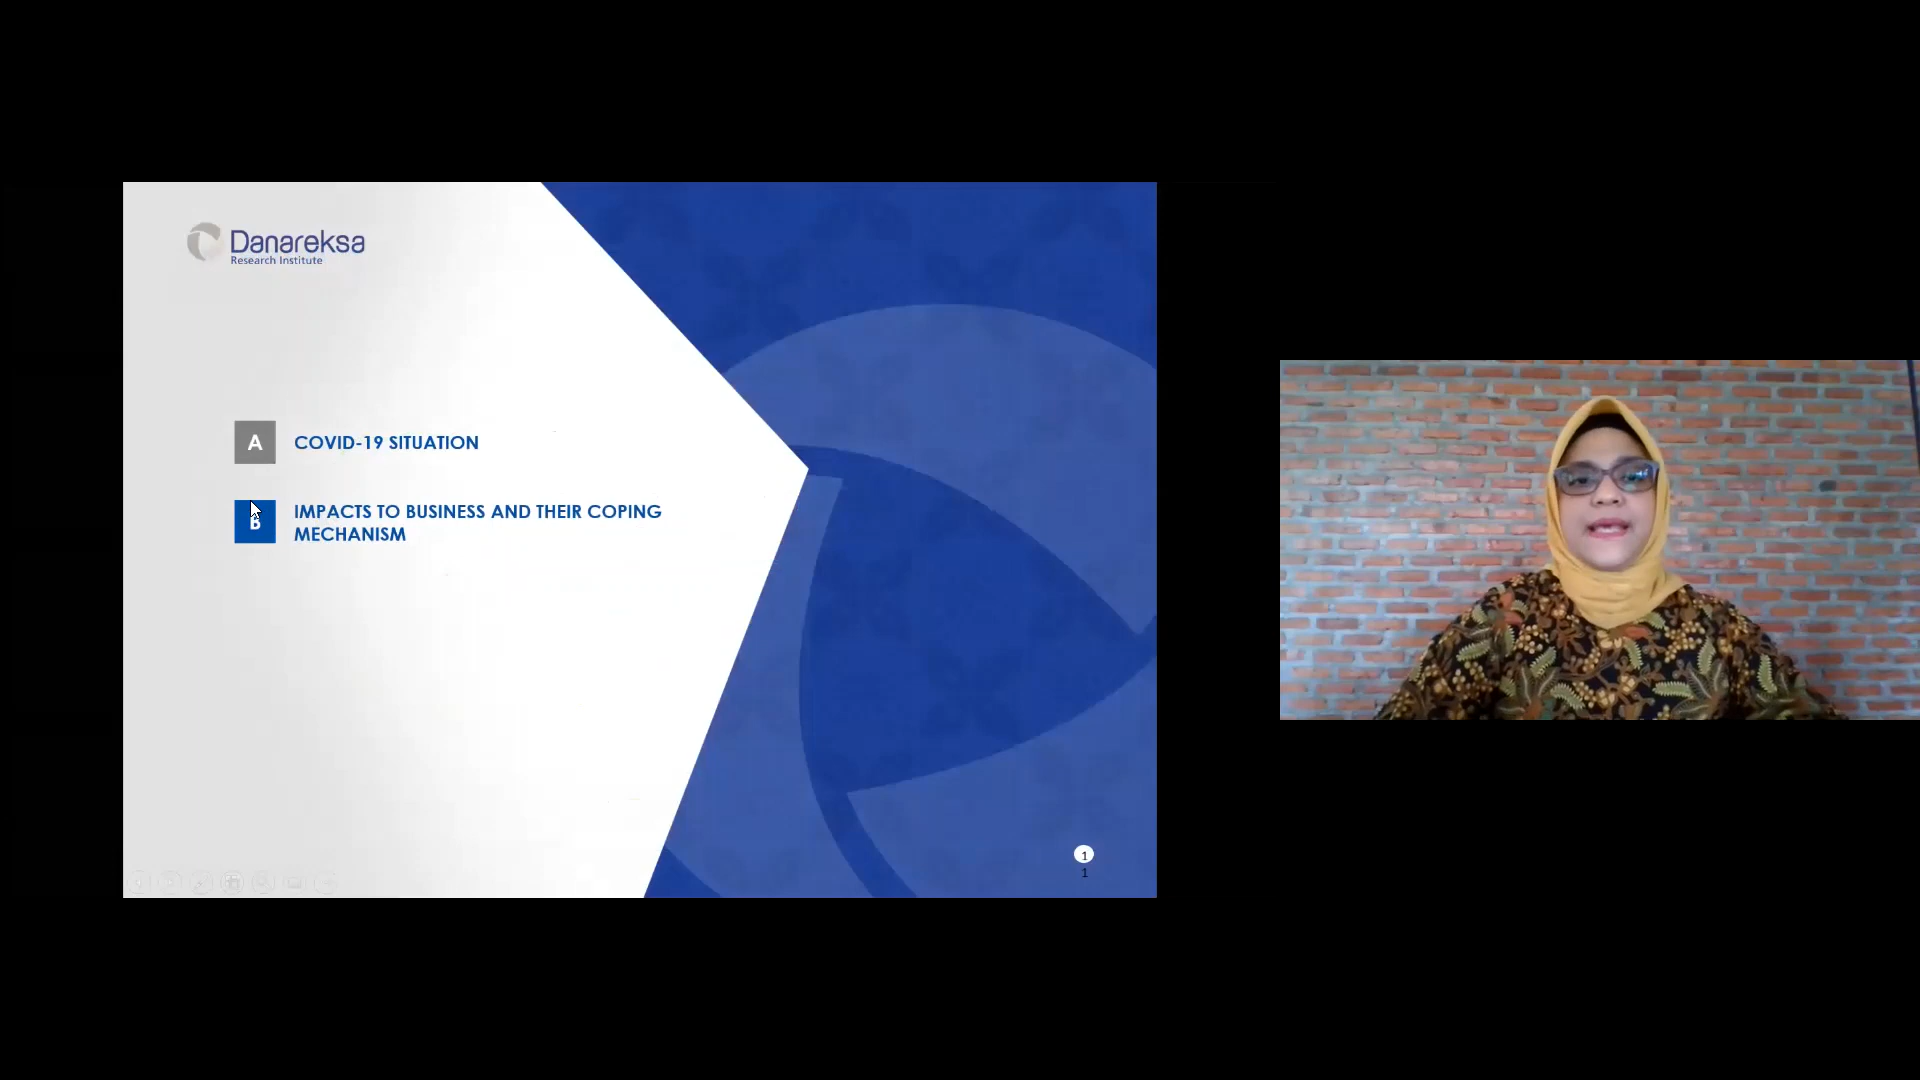 Danareksa
Research Institute
A
COVID-19 SITUATION
B
IMPACTS TO BUSINESS AND THEIR COPING
MECHANISM
1
1